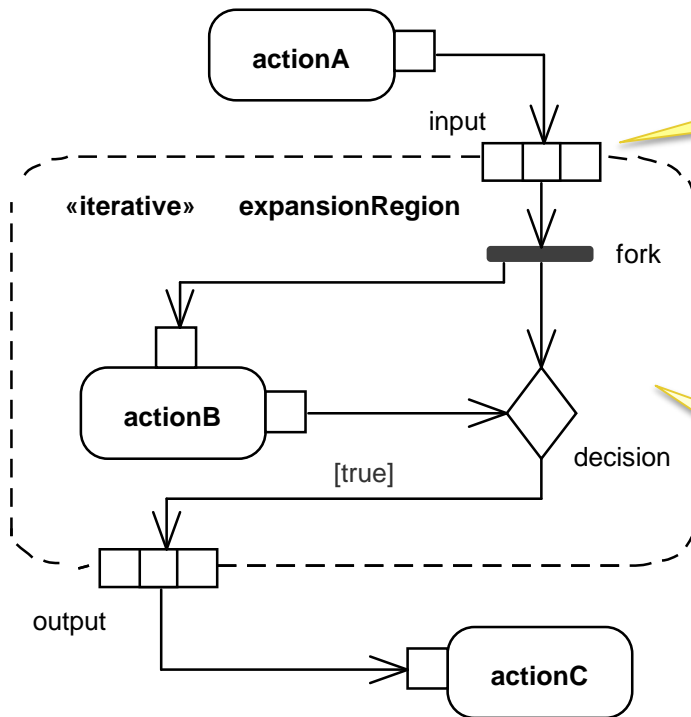 actionA
input
«iterative» expansionRegion
fork
actionB
decision
[true]
output
actionC